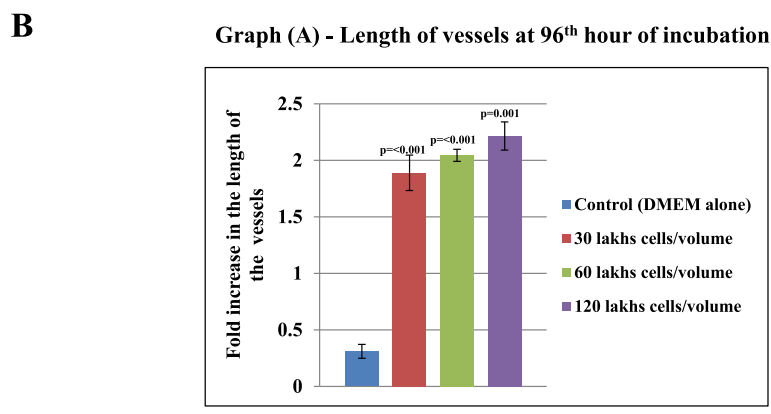 B
Graph (A) - Length of vessels at 96th hour of incubation
Fold increase in the length of
the vessels
2.5
2
1.5
1
0.5
0
p=<0.001
p=<0.001
p=0.001
Control (DMEM alone)
30 lakhs cells/volume
60 lakhs cells/volume
120 lakhs cells/volume